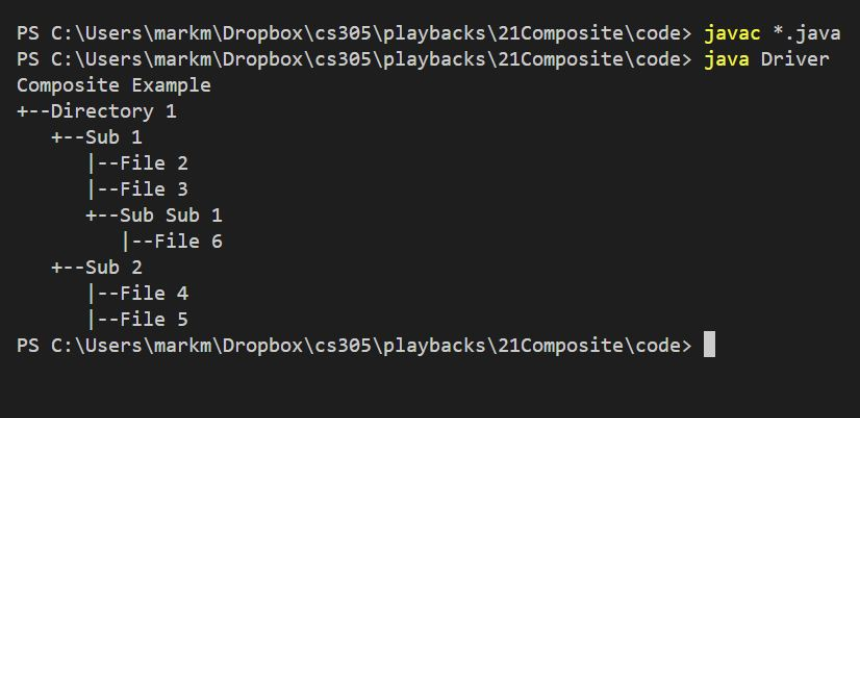 PS C:\Users\markm\Dropbox\cs305\playbacks\21Composite\code> javac *.java
PS C:\Users\markm\Dropbox\cs305\playbacks\21Composite\code> java Driver
Composite Example
+--Directory 1
   +--Sub 1
      |--File 2
      |--File 3
      +--Sub Sub 1
         |--File 6
   +--Sub 2
      |--File 4
      |--File 5
PS C:\Users\markm\Dropbox\cs305\playbacks\21Composite\code>